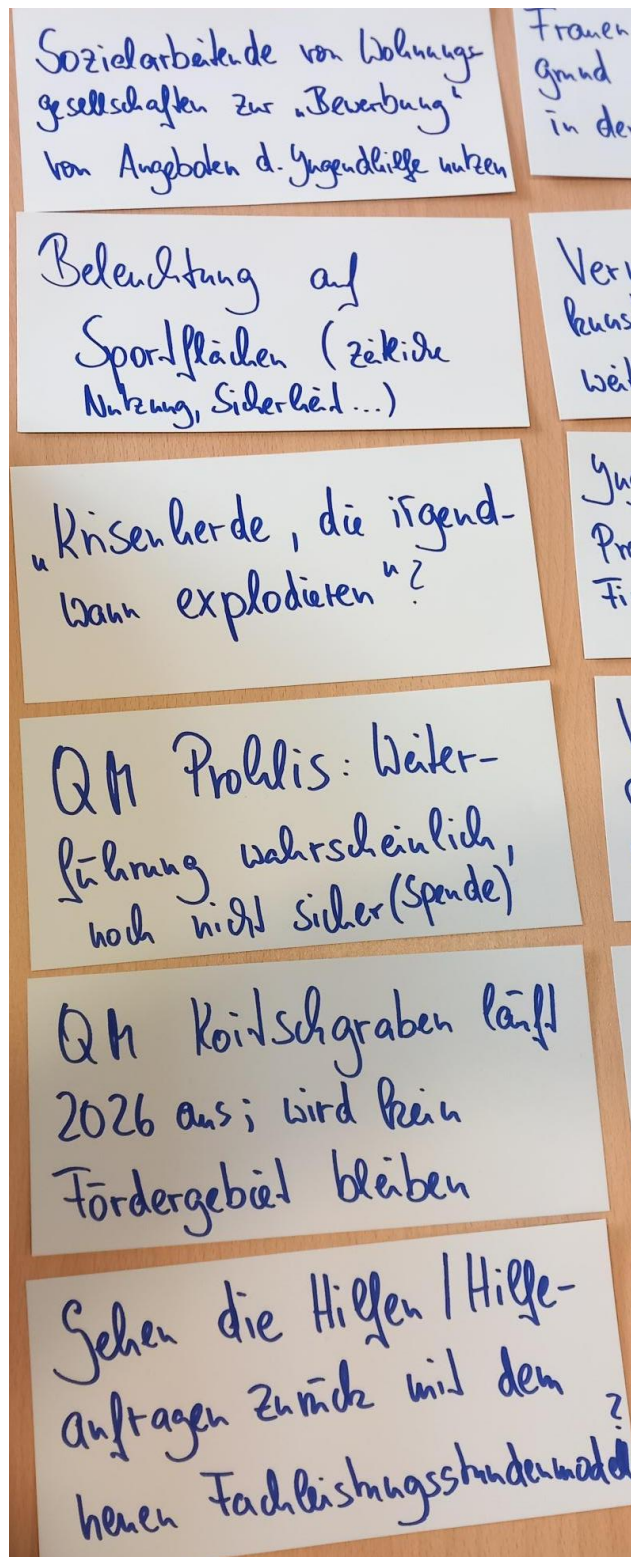 Sozialarbeitende von Wohnungs-
gesellschaften zur „Bewerbung“
von Angeboten d. Jugendhilfe nutzen
Beleuchtung auf
Sportflächen (zeitliche
Nutzung, Sicherheit...)
„Krisenherde, die irgend-
wann explodieren“?
QM Prohlis: Weiter-
führung wahrscheinlich,
noch nicht sicher (Spende)
QM Koitschgraben läuft
2026 aus; wird kein
Fördergebiet bleiben
Gehen die Hilfen / Hilfe-
anfragen zurück mit dem
neuen Fachleistungsstundenmodell?
Frauen
grund
in de
Ver
kuns
weit
Ju
Pr
Fi